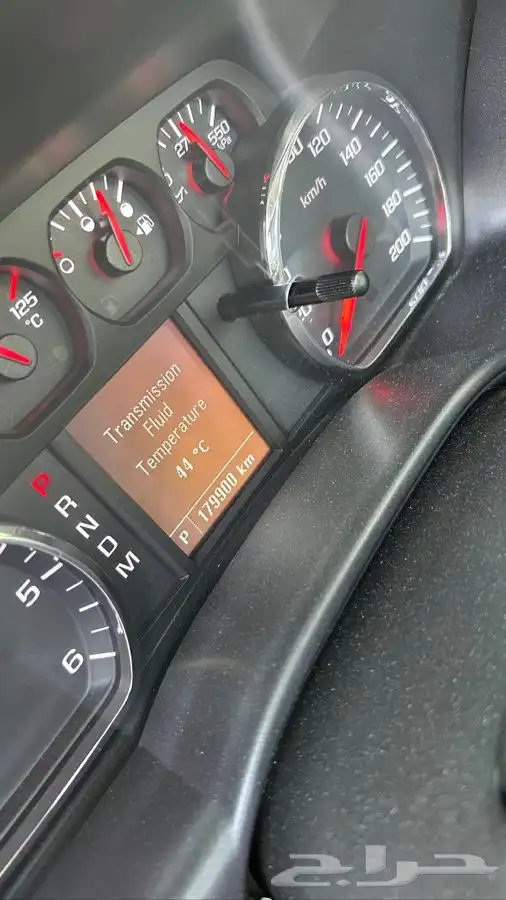 275
550
kPa
120
140
160
180
200
km/h
0
125
°C
Transmission
Fluid
Temperature
44 °C
P
179900 km
P
R
N
D
M
5
6
حراج